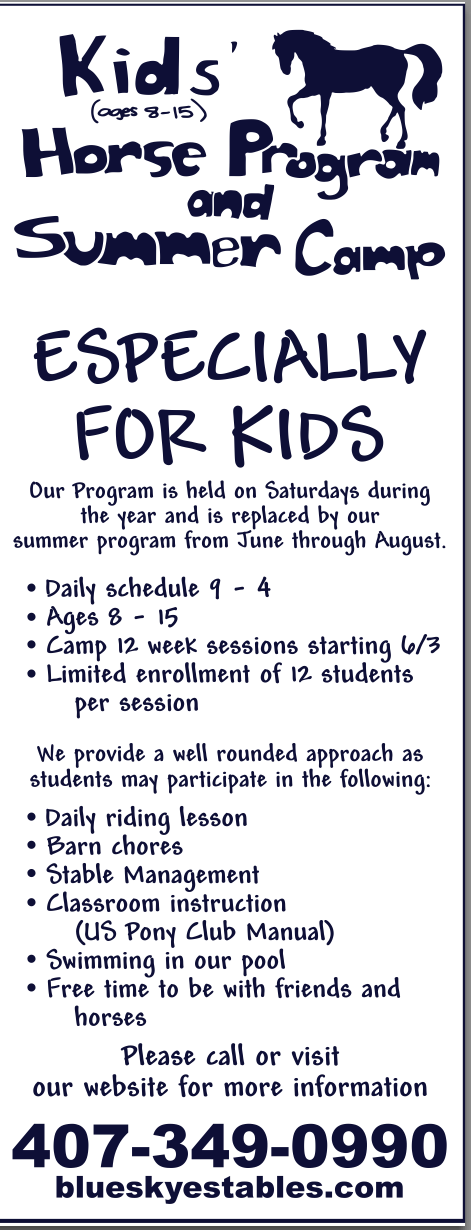 Kids'
(ages 8-15)
Horse Program
and
Summer Camp
ESPECIALLY
FOR KIDS
Our Program is held on Saturdays during
the year and is replaced by our
summer program from June through August.
• Daily schedule 9 - 4
• Ages 8 - 15
• Camp 12 week sessions starting 6/3
• Limited enrollment of 12 students
per session
We provide a well rounded approach as
students may participate in the following:
• Daily riding lesson
• Barn chores
• Stable Management
• Classroom instruction
(US Pony Club Manual)
• Swimming in our pool
• Free time to be with friends and
horses
Please call or visit
our website for more information
407-349-0990
blueskyestables.com